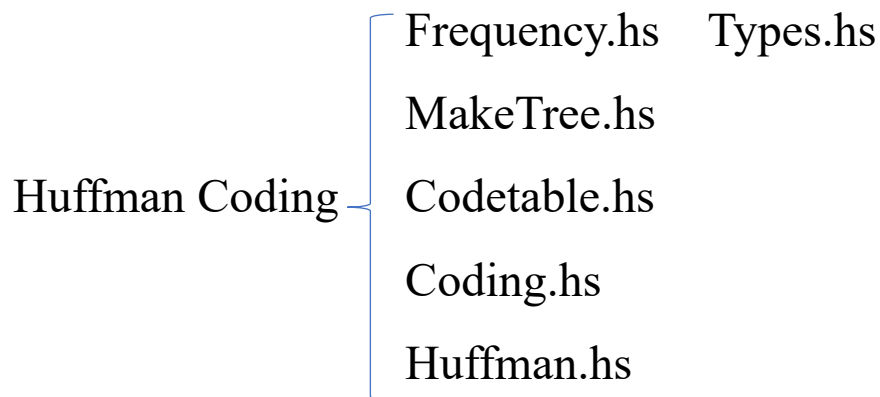 Frequency.hs Types.hs
MakeTree.hs
Huffman Coding Codetable.hs
Coding.hs
Huffman.hs